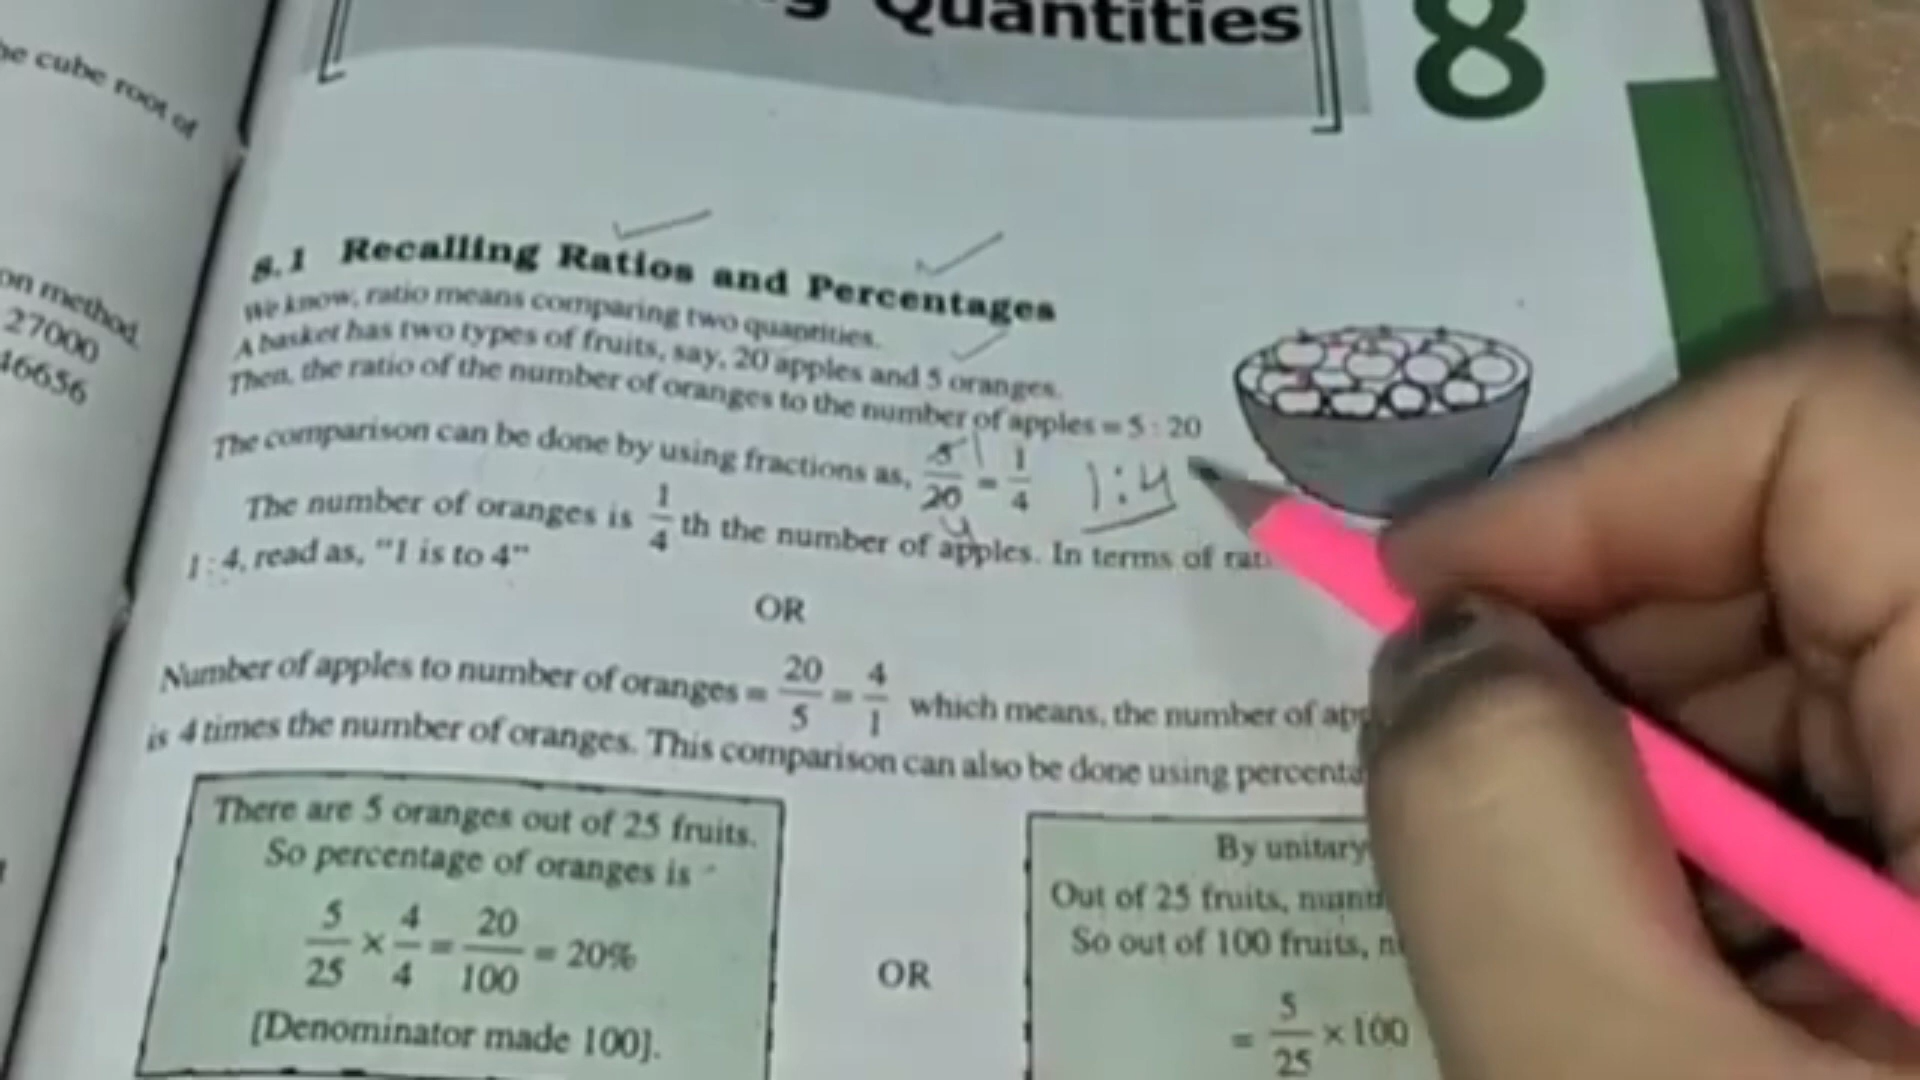 Quantities
8
he cube root of
on method.
27000
46656
8.1 Recalling Ratios and Percentages
We know, ratio means comparing two quantities.
A basket has two types of fruits, say, 20 apples and 5 oranges.
Then, the ratio of the number of oranges to the number of apples = 5 : 20
The comparison can be done by using fractions as, 5/20 = 1/4
1
4
1:4
The number of oranges is 1/4 th the number of apples. In terms of
1 : 4, read as, "1 is to 4"
OR
Number of apples to number of oranges = 20/5 = 4/1 which means, the number of
is 4 times the number of oranges. This comparison can also be done using
There are 5 oranges out of 25 fruits.
So percentage of oranges is
5/25 × 4/4 = 20/100 = 20%
[Denominator made 100].
OR
By unitary
Out of 25 fruits,
So out of 100 fruits,
= 5/25 × 100